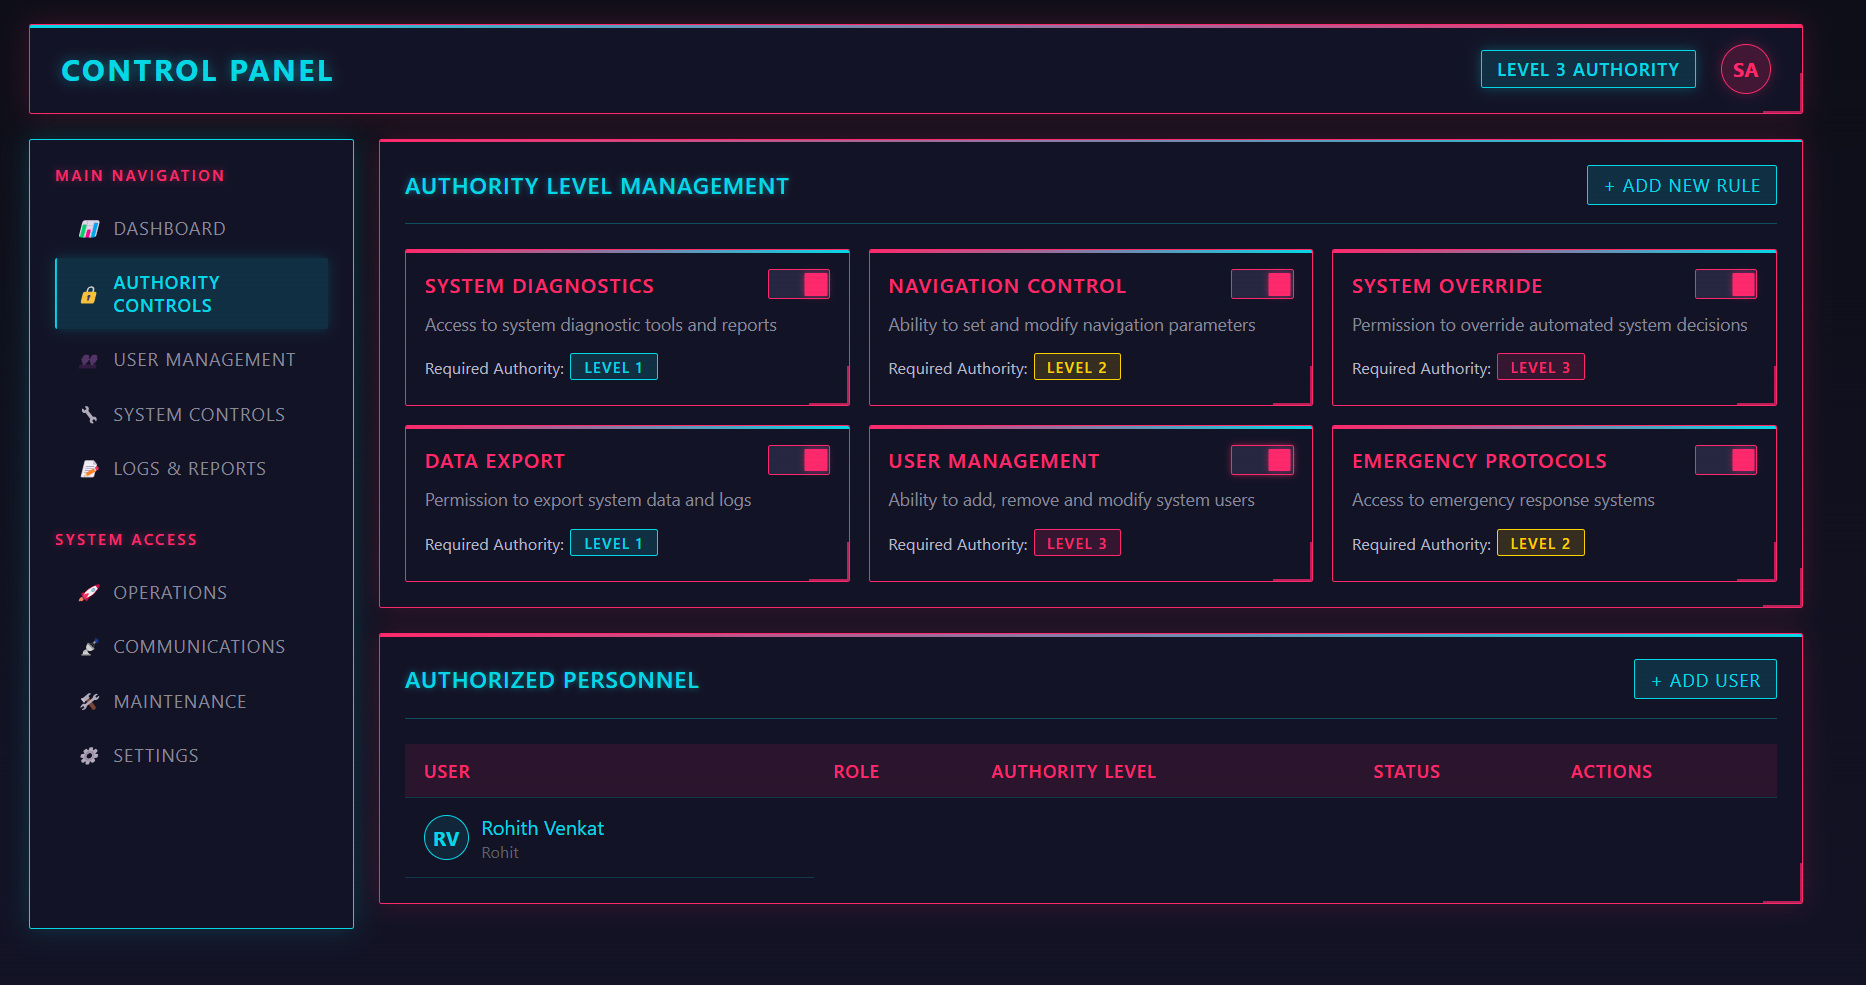 CONTROL PANEL
LEVEL 3 AUTHORITY
SA
MAIN NAVIGATION
DASHBOARD
AUTHORITY
CONTROLS
USER MANAGEMENT
SYSTEM CONTROLS
LOGS & REPORTS
SYSTEM ACCESS
OPERATIONS
COMMUNICATIONS
MAINTENANCE
SETTINGS
AUTHORITY LEVEL MANAGEMENT
+ ADD NEW RULE
SYSTEM DIAGNOSTICS
Access to system diagnostic tools and reports
Required Authority: LEVEL 1
NAVIGATION CONTROL
Ability to set and modify navigation parameters
Required Authority: LEVEL 2
SYSTEM OVERRIDE
Permission to override automated system decisions
Required Authority: LEVEL 3
DATA EXPORT
Permission to export system data and logs
Required Authority: LEVEL 1
USER MANAGEMENT
Ability to add, remove and modify system users
Required Authority: LEVEL 3
EMERGENCY PROTOCOLS
Access to emergency response systems
Required Authority: LEVEL 2
AUTHORIZED PERSONNEL
+ ADD USER
USER ROLE AUTHORITY LEVEL STATUS ACTIONS
RV
Rohith Venkat
Rohit